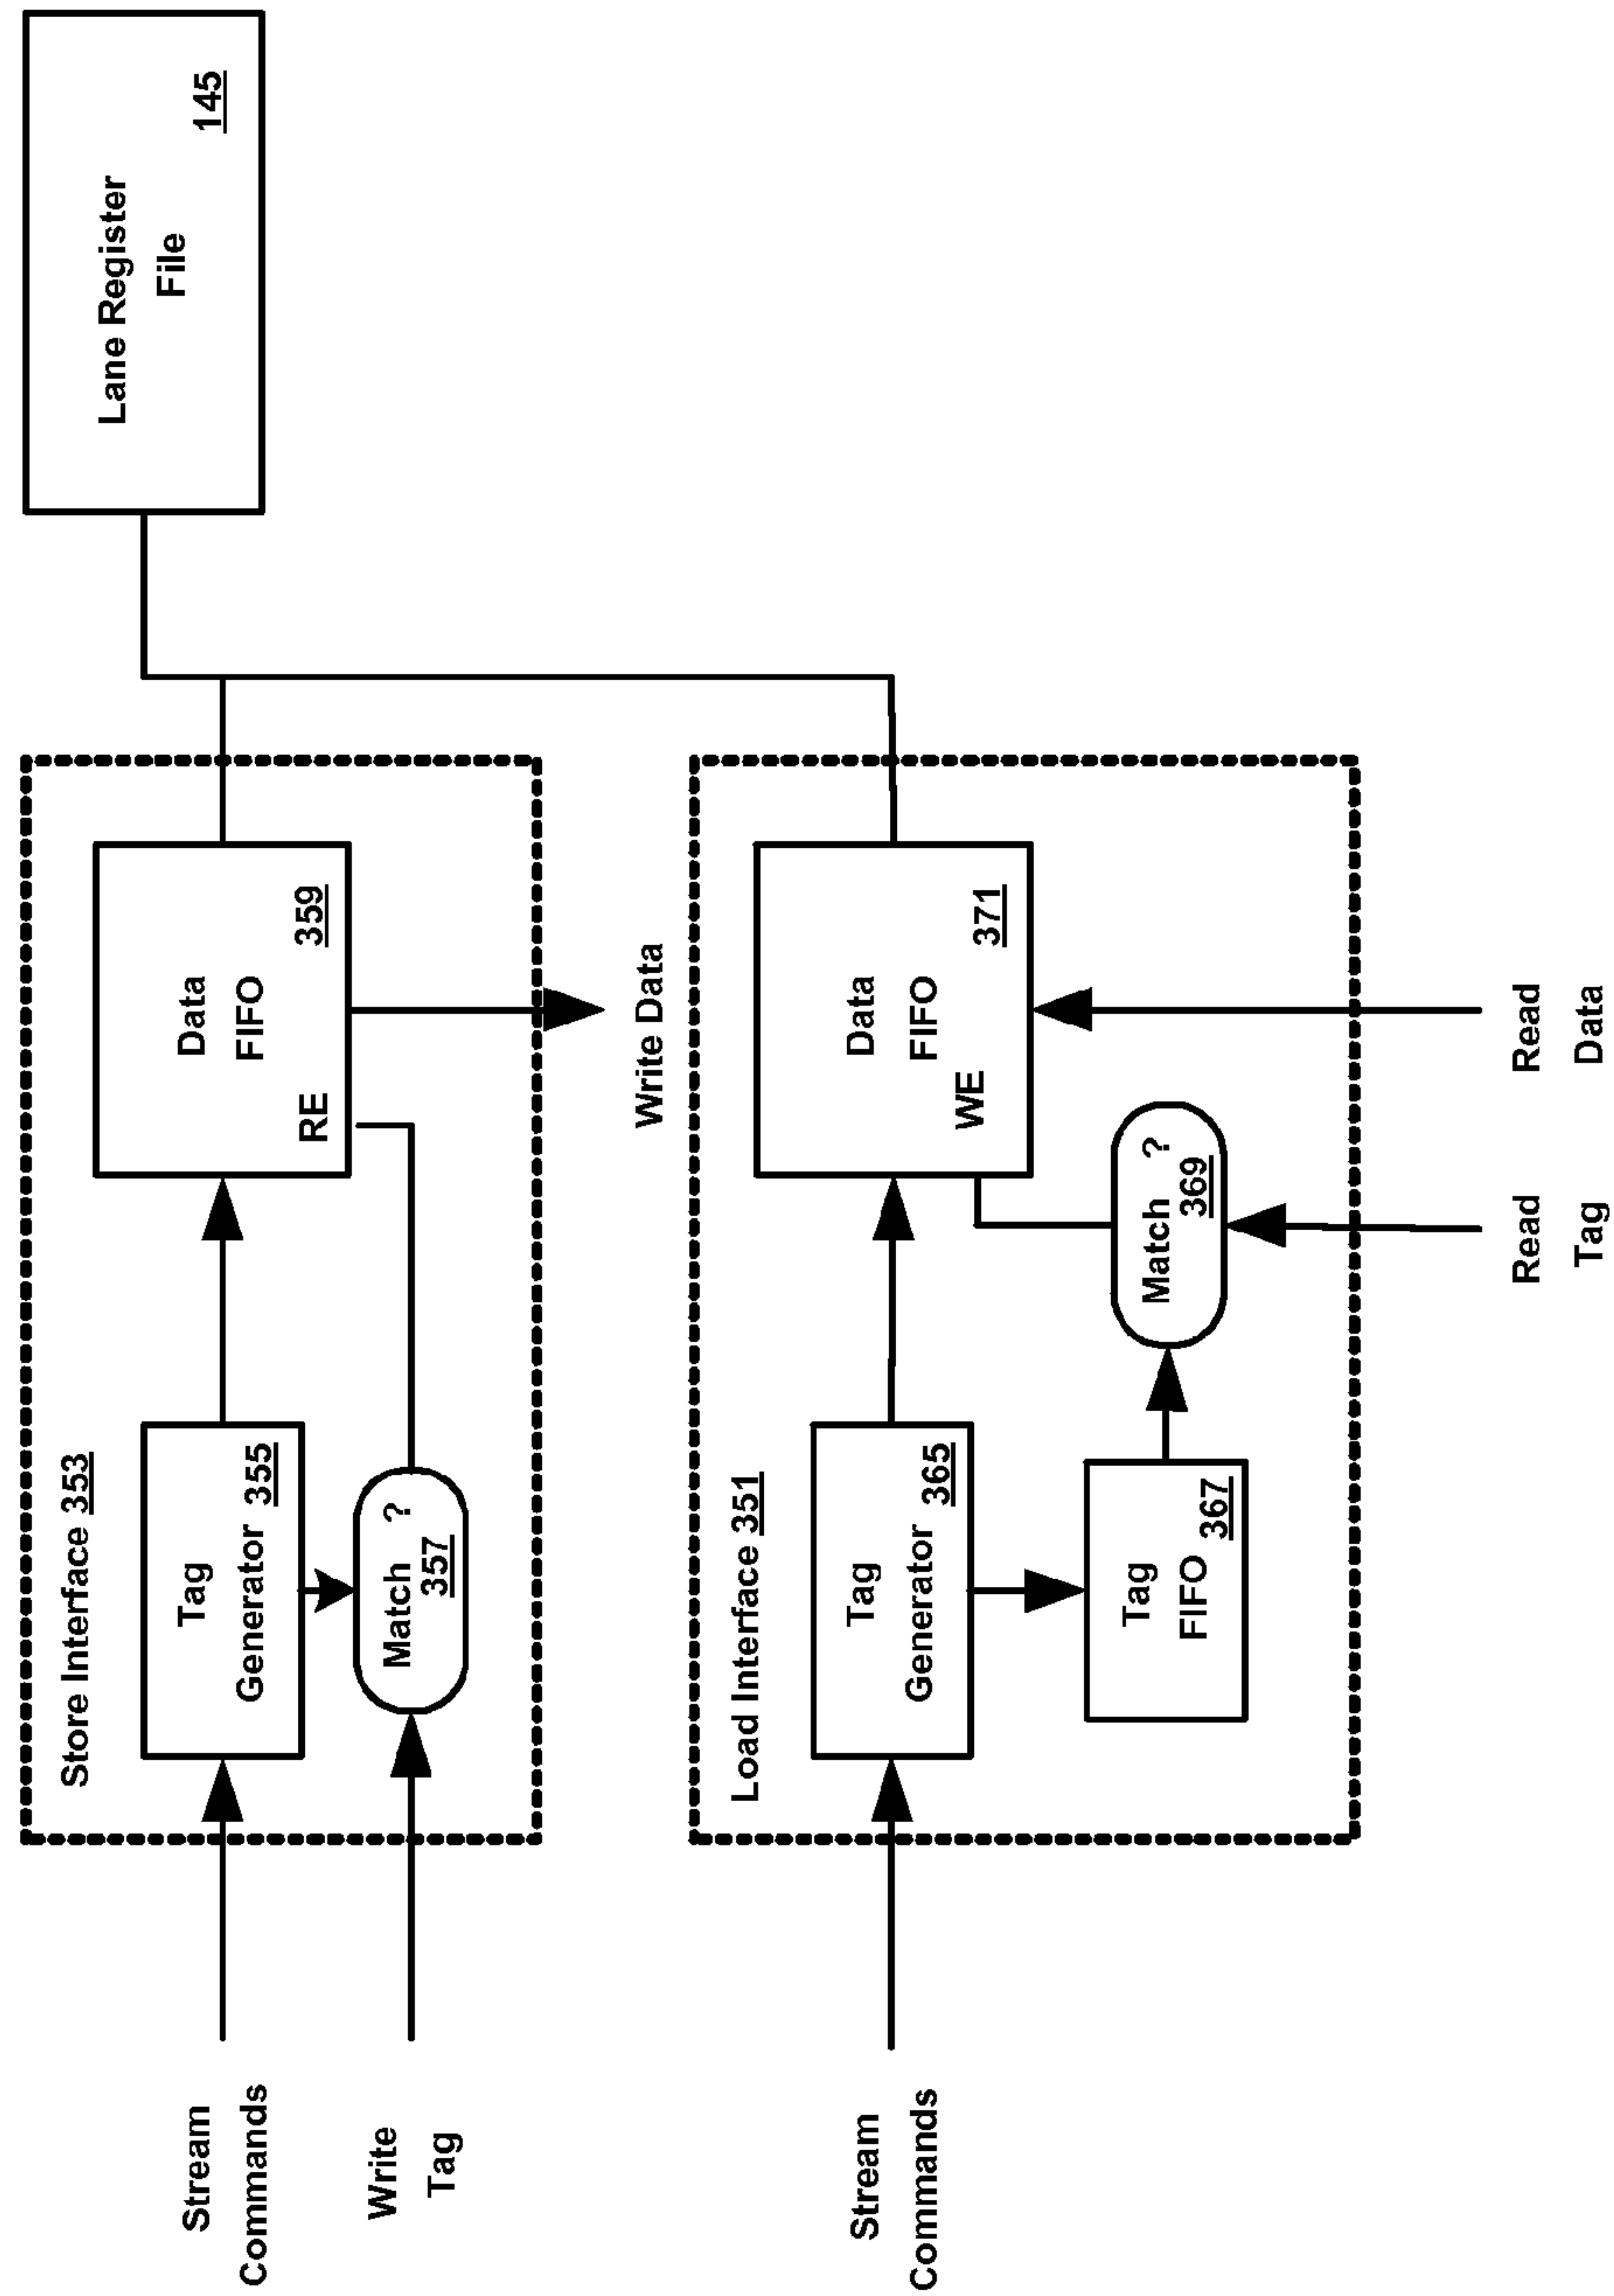 Lane Register
File
145
Store Interface 353
Stream
Commands
Write
Tag
Tag
Generator 355
Match ?
357
Data
FIFO
359
RE
Write Data
Load Interface 351
Stream
Commands
Tag
Generator 365
Tag
FIFO 367
Match ?
369
Data
FIFO
371
WE
Read
Tag
Read
Data